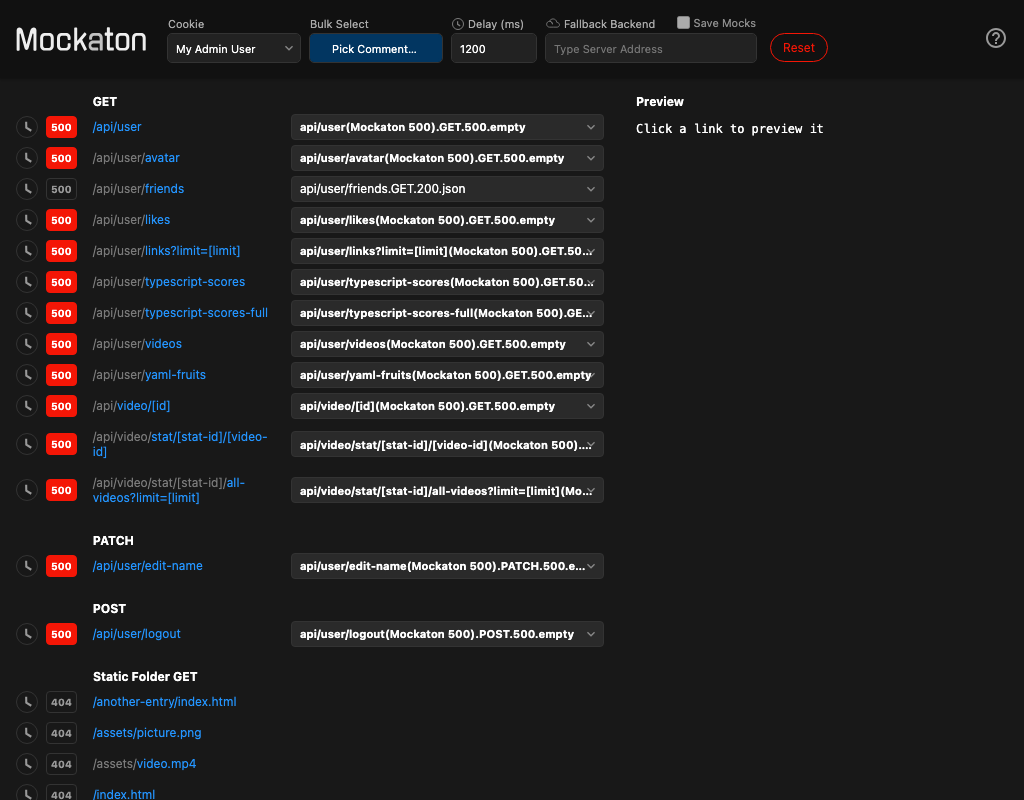 Mockaton
Cookie
My Admin User
Bulk Select
Pick Comment…
Delay (ms)
1200
Fallback Backend
Save Mocks
Type Server Address
Reset
?
GET
500 /api/user api/user(Mockaton 500).GET.500.empty
500 /api/user/avatar api/user/avatar(Mockaton 500).GET.500.empty
500 /api/user/friends api/user/friends.GET.200.json
500 /api/user/likes api/user/likes(Mockaton 500).GET.500.empty
500 /api/user/links?limit=[limit] api/user/links?limit=[limit](Mockaton 500).GET.50...
500 /api/user/typescript-scores api/user/typescript-scores(Mockaton 500).GET.50...
500 /api/user/typescript-scores-full api/user/typescript-scores-full(Mockaton 500).GE...
500 /api/user/videos api/user/videos(Mockaton 500).GET.500.empty
500 /api/user/yaml-fruits api/user/yaml-fruits(Mockaton 500).GET.500.empty
500 /api/video/[id] api/video/[id](Mockaton 500).GET.500.empty
500 /api/video/stat/[stat-id]/[video-
id] api/video/stat/[stat-id]/[video-id](Mockaton 500)....
500 /api/video/stat/[stat-id]/all-
videos?limit=[limit] api/video/stat/[stat-id]/all-videos?limit=[limit](Mo...
PATCH
500 /api/user/edit-name api/user/edit-name(Mockaton 500).PATCH.500.e...
POST
500 /api/user/logout api/user/logout(Mockaton 500).POST.500.empty
Static Folder GET
404 /another-entry/index.html
404 /assets/picture.png
404 /assets/video.mp4
404 /index.html
Preview
Click a link to preview it